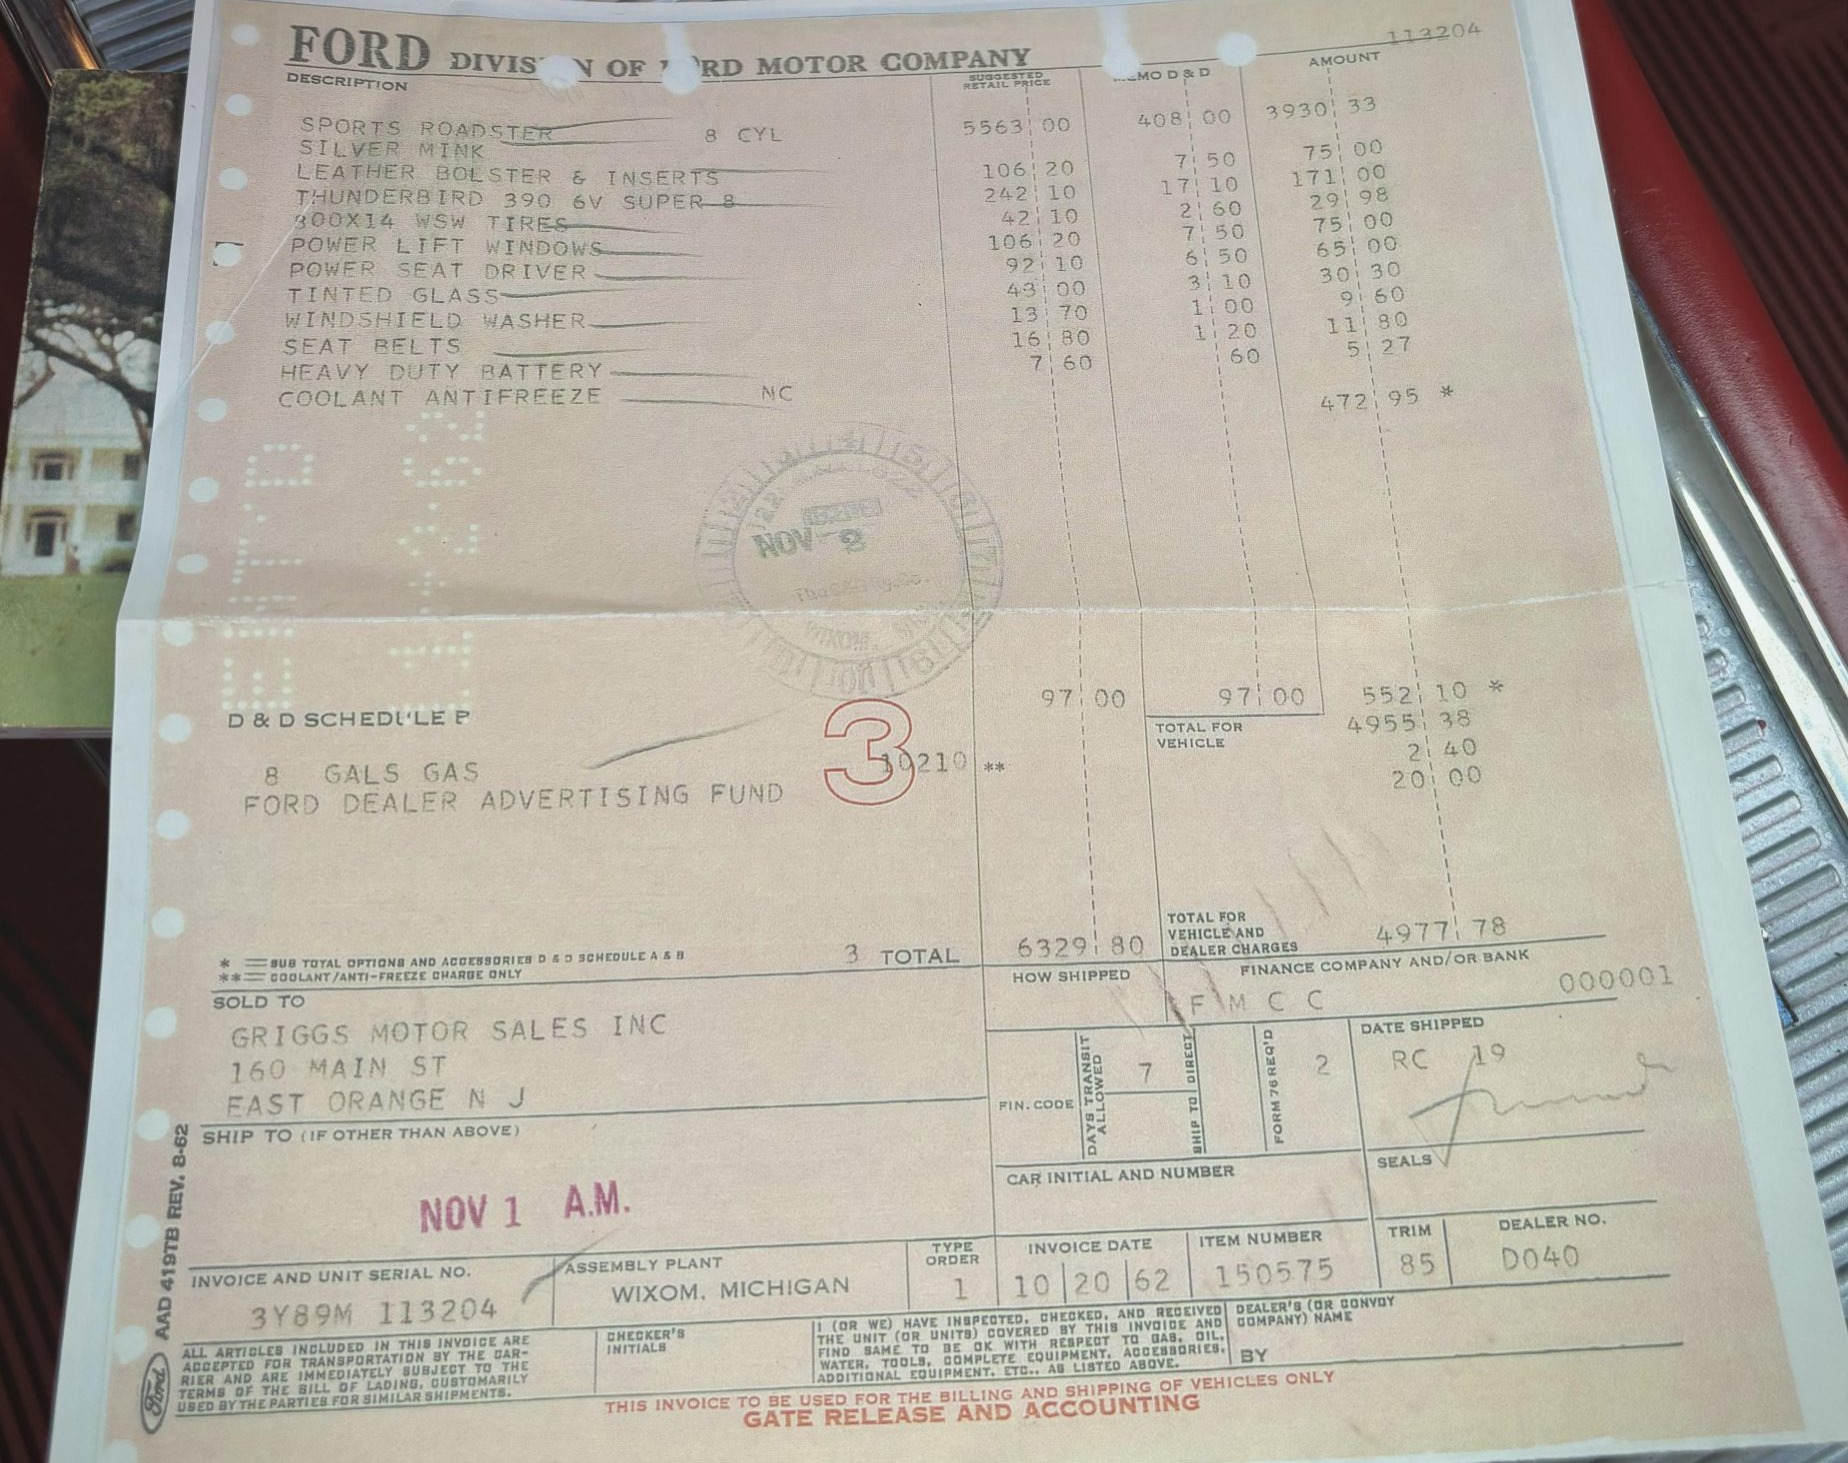 113204
FORD DIVIS N OF RD MOTOR COMPANY
DESCRIPTION SUGGESTED RETAIL PRICE MEMO D & D AMOUNT
SPORTS ROADSTER 8 CYL 5563 00 408 00 3930 33
SILVER MINK
LEATHER BOLSTER & INSERTS 106 20 7 50 75 00
THUNDERBIRD 390 6V SUPER 8 242 10 17 10 171 00
800X14 WSW TIRES 42 10 2 60 29 98
POWER LIFT WINDOWS 106 20 7 50 75 00
POWER SEAT DRIVER 92 10 6 50 65 00
TINTED GLASS 43 00 3 10 30 30
WINDSHIELD WASHER 13 70 1 00 9 60
SEAT BELTS 16 80 1 20 11 80
HEAVY DUTY BATTERY 7 60 60 5 27
COOLANT ANTIFREEZE NC
472 95 *
NOV - 8
D & D SCHEDULE P 97 00 97 00 552 10 *
TOTAL FOR VEHICLE 4955 38
8 GALS GAS 10210 ** 2 40
FORD DEALER ADVERTISING FUND 20 00
3
* = SUB TOTAL OPTIONS AND ACCESSORIES D & D SCHEDULE A & B
** = COOLANT/ANTI-FREEZE CHARGE ONLY
3 TOTAL 6329 80 TOTAL FOR VEHICLE AND DEALER CHARGES 4977 78
SOLD TO
GRIGGS MOTOR SALES INC
160 MAIN ST
EAST ORANGE N J
HOW SHIPPED
FINANCE COMPANY AND/OR BANK
F M C C 000001
FIN. CODE
DAYS TRANSIT ALLOWED 7
SHIP TO DIRECT
FORM 76 REQ'D 2
DATE SHIPPED
RC 19
SHIP TO (IF OTHER THAN ABOVE)
CAR INITIAL AND NUMBER
SEALS
NOV 1 A.M.
INVOICE AND UNIT SERIAL NO.
3Y89M 113204
ASSEMBLY PLANT
WIXOM, MICHIGAN
TYPE ORDER
1
INVOICE DATE
10 20 62
ITEM NUMBER
150575
TRIM
85
DEALER NO.
D040
ALL ARTICLES INCLUDED IN THIS INVOICE ARE
ACCEPTED FOR TRANSPORTATION BY THE CAR-
RIER AND ARE IMMEDIATELY SUBJECT TO THE
TERMS OF THE BILL OF LADING, CUSTOMARILY
USED BY THE PARTIES FOR SIMILAR SHIPMENTS.
CHECKER'S
INITIALS
I (OR WE) HAVE INSPECTED, CHECKED, AND RECEIVED
THE UNIT (OR UNITS) COVERED BY THIS INVOICE AND
FIND SAME TO BE OK WITH RESPECT TO GAS, OIL,
WATER, TOOLS, COMPLETE EQUIPMENT, ACCESSORIES,
ADDITIONAL EQUIPMENT, ETC., AS LISTED ABOVE.
DEALER'S (OR CONVOY
COMPANY) NAME
BY
THIS INVOICE TO BE USED FOR THE BILLING AND SHIPPING OF VEHICLES ONLY
GATE RELEASE AND ACCOUNTING
AAD 419TB REV. 8-62
Ford